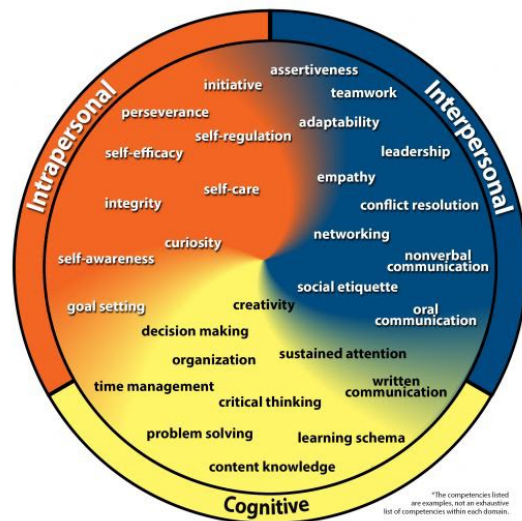 Intrapersonal
Interpersonal
assertiveness
initiative
teamwork
perseverance
adaptability
self-regulation
self-efficacy
leadership
empathy
self-care
integrity
conflict resolution
networking
curiosity
self-awareness
nonverbal
communication
social etiquette
goal setting
creativity
oral
communication
decision making
organization
sustained attention
time management
written
communication
critical thinking
problem solving
learning schema
content knowledge
Cognitive
*The competencies listed
are examples, not an exhaustive
list of competencies within each domain.